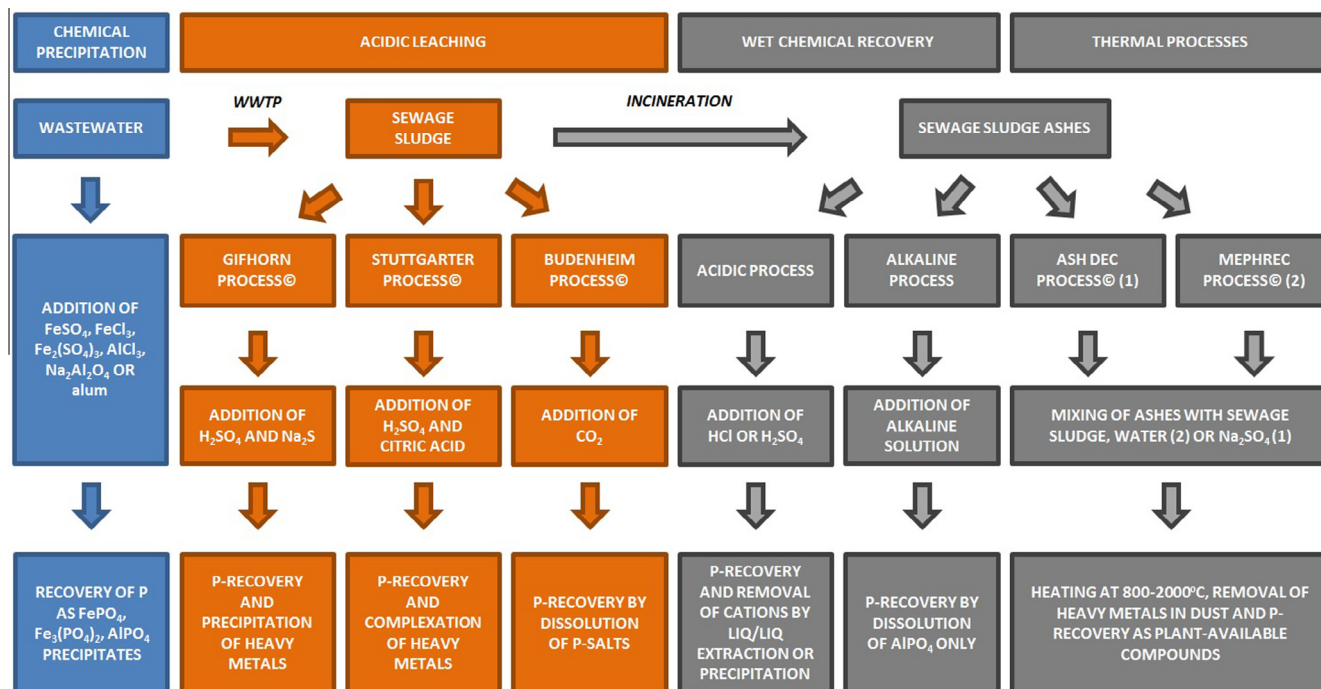 CHEMICAL
PRECIPITATION
ACIDIC LEACHING
WET CHEMICAL RECOVERY
THERMAL PROCESSES
WASTEWATER
WWTP
SEWAGE
SLUDGE
INCINERATION
SEWAGE SLUDGE ASHES
ADDITION OF
FeSO₄, FeCl₃,
Fe₂(SO₄)₃, AlCl₃,
Na₂Al₂O₄ OR
alum
GIFHORN
PROCESS©
STUTTGARTER
PROCESS©
BUDENHEIM
PROCESS©
ACIDIC PROCESS
ALKALINE
PROCESS
ASH DEC
PROCESS© (1)
MEPHREC
PROCESS© (2)
ADDITION OF
H₂SO₄ AND Na₂S
ADDITION OF
H₂SO₄ AND
CITRIC ACID
ADDITION OF
CO₂
ADDITION OF
HCl OR H₂SO₄
ADDITION OF
ALKALINE
SOLUTION
MIXING OF ASHES WITH SEWAGE
SLUDGE, WATER (2) OR Na₂SO₄ (1)
RECOVERY OF P
AS FePO₄,
Fe₃(PO₄)₂, AlPO₄
PRECIPITATES
P-RECOVERY
AND
PRECIPITATION
OF HEAVY
METALS
P-RECOVERY
AND
COMPLEXATION
OF HEAVY
METALS
P-RECOVERY BY
DISSOLUTION
OF P-SALTS
P-RECOVERY
AND REMOVAL
OF CATIONS BY
LIQ/LIQ
EXTRACTION OR
PRECIPITATION
P-RECOVERY BY
DISSOLUTION
OF AlPO₄ ONLY
HEATING AT 800-2000ºC, REMOVAL OF
HEAVY METALS IN DUST AND P-
RECOVERY AS PLANT-AVAILABLE
COMPOUNDS